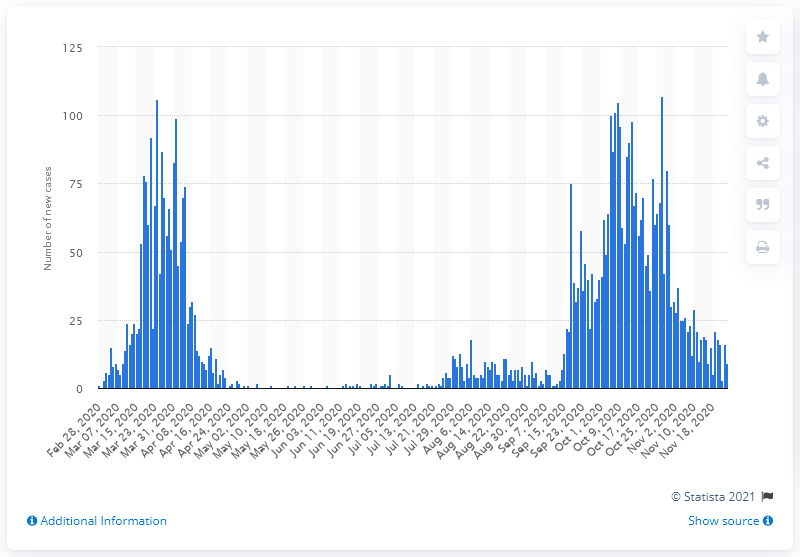 125
100
75
50
25
0
Number of new cases
Feb 28, 2020
Mar 07, 2020
Mar 15, 2020
Mar 23, 2020
Mar 31, 2020
Apr 08, 2020
Apr 16, 2020
Apr 24, 2020
May 02, 2020
May 10, 2020
May 18, 2020
May 26, 2020
Jun 03, 2020
Jun 11, 2020
Jun 19, 2020
Jun 27, 2020
Jul 05, 2020
Jul 13, 2020
Jul 21, 2020
Jul 29, 2020
Aug 6, 2020
Aug 14, 2020
Aug 22, 2020
Aug 30, 2020
Sep 7, 2020
Sep 15, 2020
Sep 23, 2020
Oct 1, 2020
Oct 9, 2020
Oct 17, 2020
Oct 25, 2020
Nov 2, 2020
Nov 10, 2020
Nov 18, 2020
© Statista 2021
Additional Information
Show source